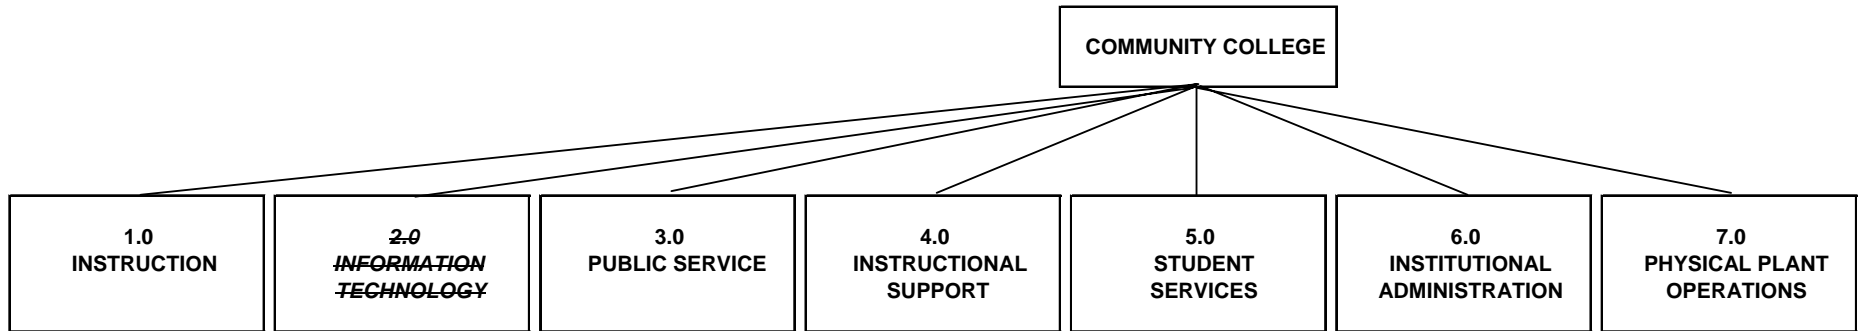 COMMUNITY COLLEGE
1.0
INSTRUCTION
2.0
INFORMATION
TECHNOLOGY
3.0
PUBLIC SERVICE
4.0
INSTRUCTIONAL
SUPPORT
5.0
STUDENT
SERVICES
6.0
INSTITUTIONAL
ADMINISTRATION
7.0
PHYSICAL PLANT
OPERATIONS